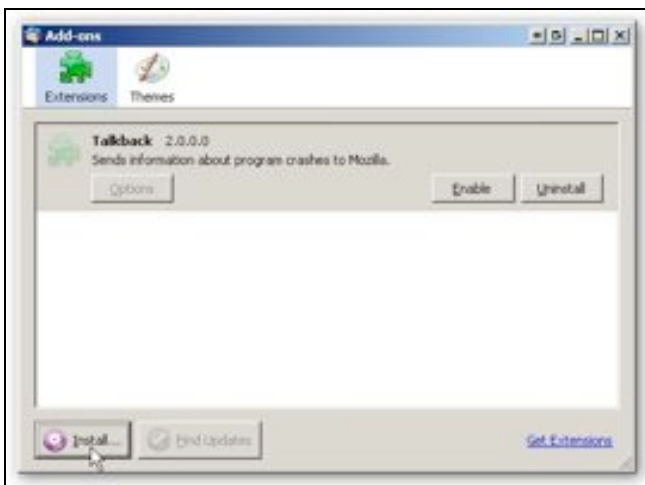 Add-ons
Extensions Themes
Talkback 2.0.0.0
Sends information about program crashes to Mozilla.
Options Enable Uninstall
Install... Find Updates Get Extensions